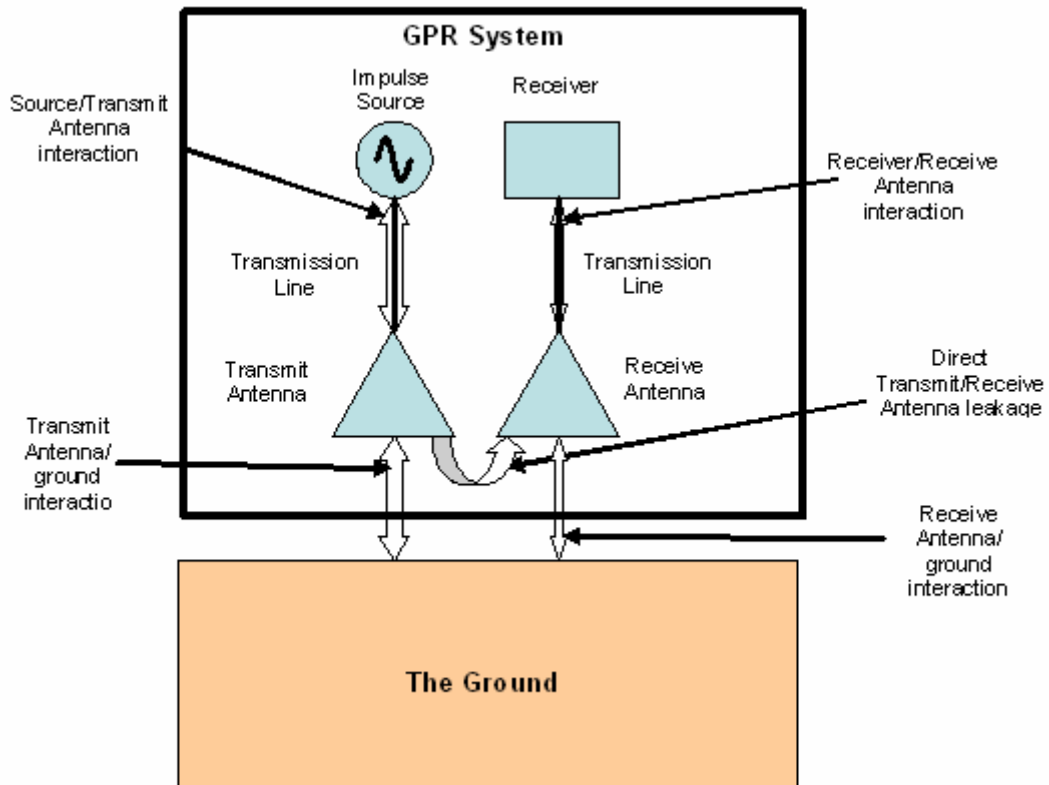 GPR System
Impulse
Source
Receiver
Source/Transmit
Antenna
interaction
Receiver/Receive
Antenna
interaction
Transmission
Line
Transmission
Line
Transmit
Antenna
Receive
Antenna
Direct
Transmit/Receive
Antenna leakage
Transmit
Antenna/
ground
interactio
Receive
Antenna/
ground
interaction
The Ground